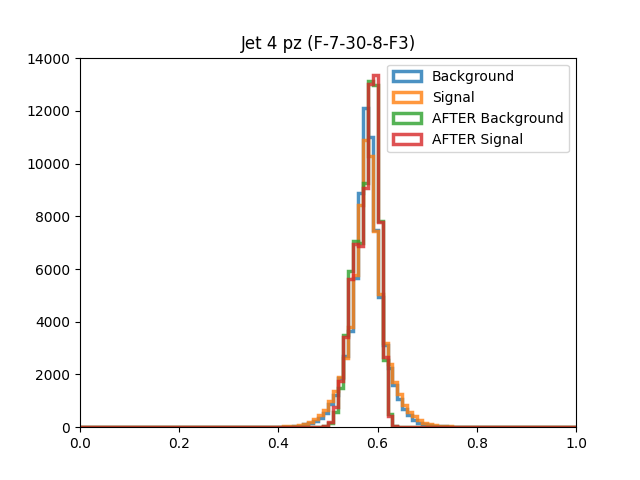 Jet 4 pz (F-7-30-8-F3)
14000
12000
10000
8000
6000
4000
2000
0
0.0 0.2 0.4 0.6 0.8 1.0
Background
Signal
AFTER Background
AFTER Signal